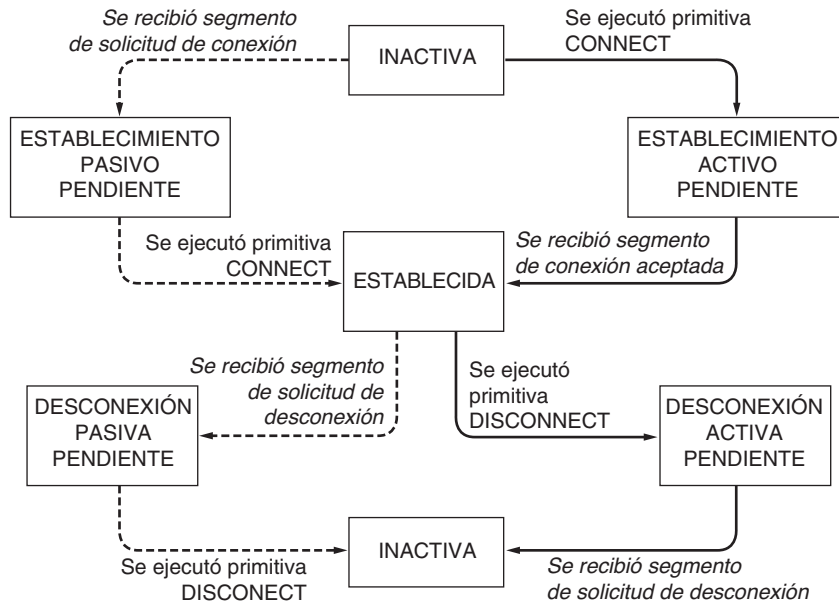 Se recibió segmento
de solicitud de conexión
INACTIVA
Se ejecutó primitiva
CONNECT
ESTABLECIMIENTO
PASIVO
PENDIENTE
ESTABLECIMIENTO
ACTIVO
PENDIENTE
Se ejecutó primitiva
CONNECT
ESTABLECIDA
Se recibió segmento
de conexión aceptada
Se recibió segmento
de solicitud de
desconexión
Se ejecutó
primitiva
DISCONNECT
DESCONEXIÓN
PASIVA
PENDIENTE
DESCONEXIÓN
ACTIVA
PENDIENTE
Se ejecutó primitiva
DISCONECT
INACTIVA
Se recibió segmento
de solicitud de desconexión